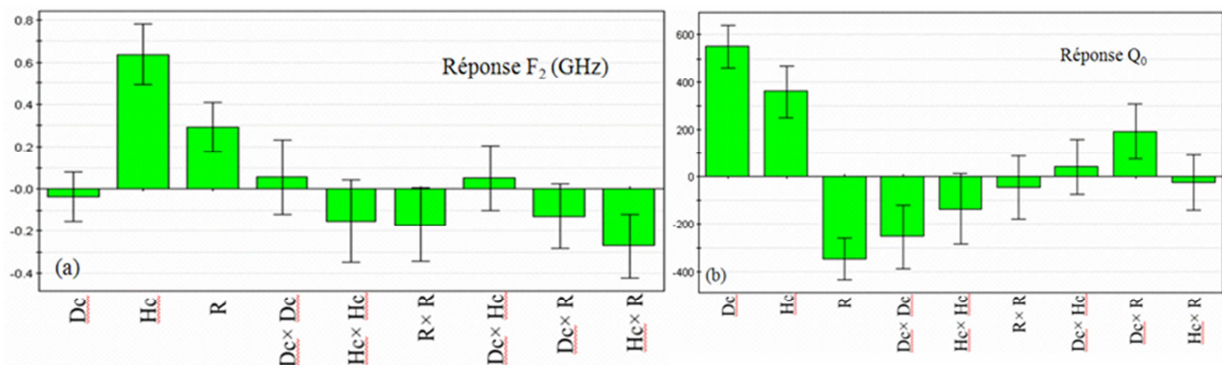 0.8
0.6
0.4
0.2
-0.0
-0.2
-0.4
Réponse F₂ (GHz)
(a)
Dc
Hc
R
Dc× Dc
Hc× Hc
R× R
Dc× Hc
Dc× R
Hc× R
600
400
200
0
-200
-400
Réponse Q₀
(b)
Dc
Hc
R
Dc× Dc
Hc× Hc
R× R
Dc× Hc
Dc× R
Hc× R